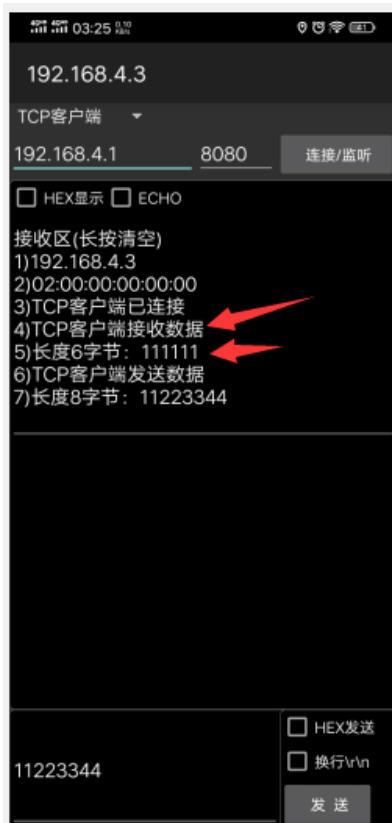 03:25 0.10 KB/s 41
192.168.4.3
TCP客户端
192.168.4.1 8080 连接/监听
HEX显示 ECHO
接收区(长按清空)
1)192.168.4.3
2)02:00:00:00:00:00
3)TCP客户端已连接
4)TCP客户端接收数据
5)长度6字节：111111
6)TCP客户端发送数据
7)长度8字节：11223344
HEX发送
11223344
换行\r\n
发 送